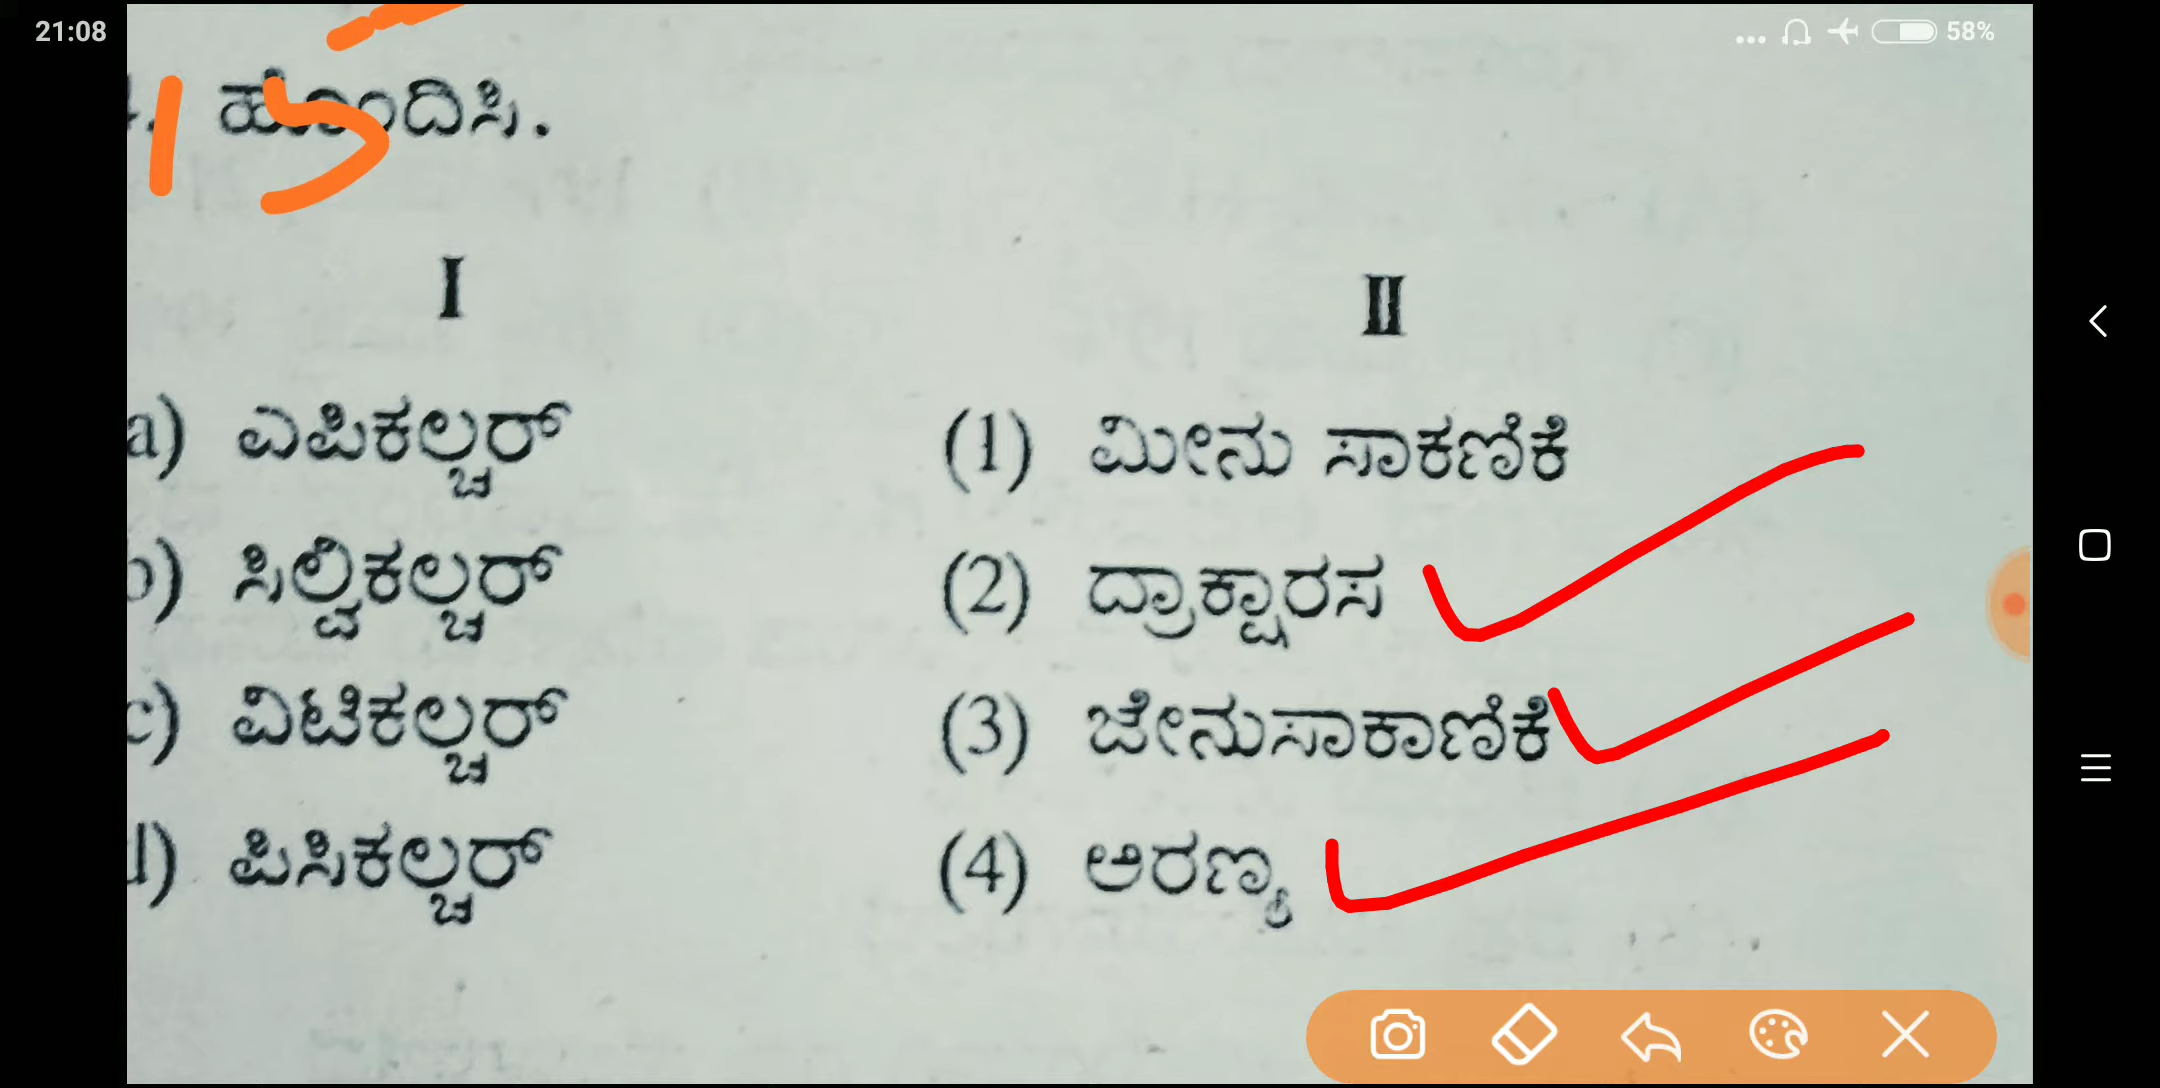 21:08
58%
15
ಹೊಂದಿಸಿ.
I II
a) ಎಪಿಕಲ್ಚರ್ (1) ಮೀನು ಸಾಕಣಿಕೆ
b) ಸಿಲ್ವಿಕಲ್ಚರ್ (2) ದ್ರಾಕ್ಷಾರಸ
c) ವಿಟಿಕಲ್ಚರ್ (3) ಜೇನುಸಾಕಾಣಿಕೆ
d) ಪಿಸಿಕಲ್ಚರ್ (4) ಅರಣ್ಯ